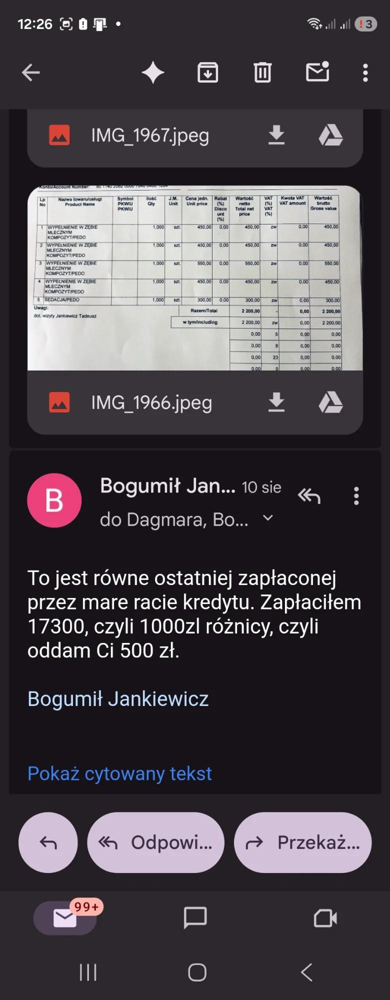 12:26
3
IMG_1967.jpeg
Konto/Account Number:
Lp No Nazwa towaru/usługi Product Name Symbol PKWiU PKWiU Ilość Qty J.M. Unit Cena jedn. Unit price Rabat (%) Discount (%) Wartość netto Total net price VAT (%) VAT (%) Kwota VAT VAT amount Wartość brutto Gross value
1 WYPEŁNIENIE W ZĘBIE MLECZNYM KOMPOZYT/PEDO 1,000 szt. 450,00 0,00 450,00 zw 0,00 450,00
2 WYPEŁNIENIE W ZĘBIE MLECZNYM KOMPOZYT/PEDO 1,000 szt. 450,00 0,00 450,00 zw 0,00 450,00
3 WYPEŁNIENIE W ZĘBIE MLECZNYM KOMPOZYT/PEDO 1,000 szt. 550,00 0,00 550,00 zw 0,00 550,00
4 WYPEŁNIENIE W ZĘBIE MLECZNYM KOMPOZYT/PEDO 1,000 szt. 450,00 0,00 450,00 zw 0,00 450,00
5 SEDACJA/PEDO 1,000 szt. 300,00 0,00 300,00 zw 0,00 300,00
Uwagi: Razem/Total 2 200,00 - 0,00 2 200,00
dot. wizyty Jankiewicz Tadeusz w tym/including 2 200,00 zw 0,00 2 200,00
0,00 5 0,00 0,00
0,00 8 0,00 0,00
0,00 23 0,00 0,00
0,00 0 0,00 0,00
IMG_1966.jpeg
B
Bogumił Jan... 10 sie
do Dagmara, Bo...
To jest równe ostatniej zapłaconej
przez mare racie kredytu. Zapłaciłem
17300, czyli 1000zl różnicy, czyli
oddam Ci 500 zł.
Bogumił Jankiewicz
Pokaż cytowany tekst
Odpowi... Przekaż...
99+